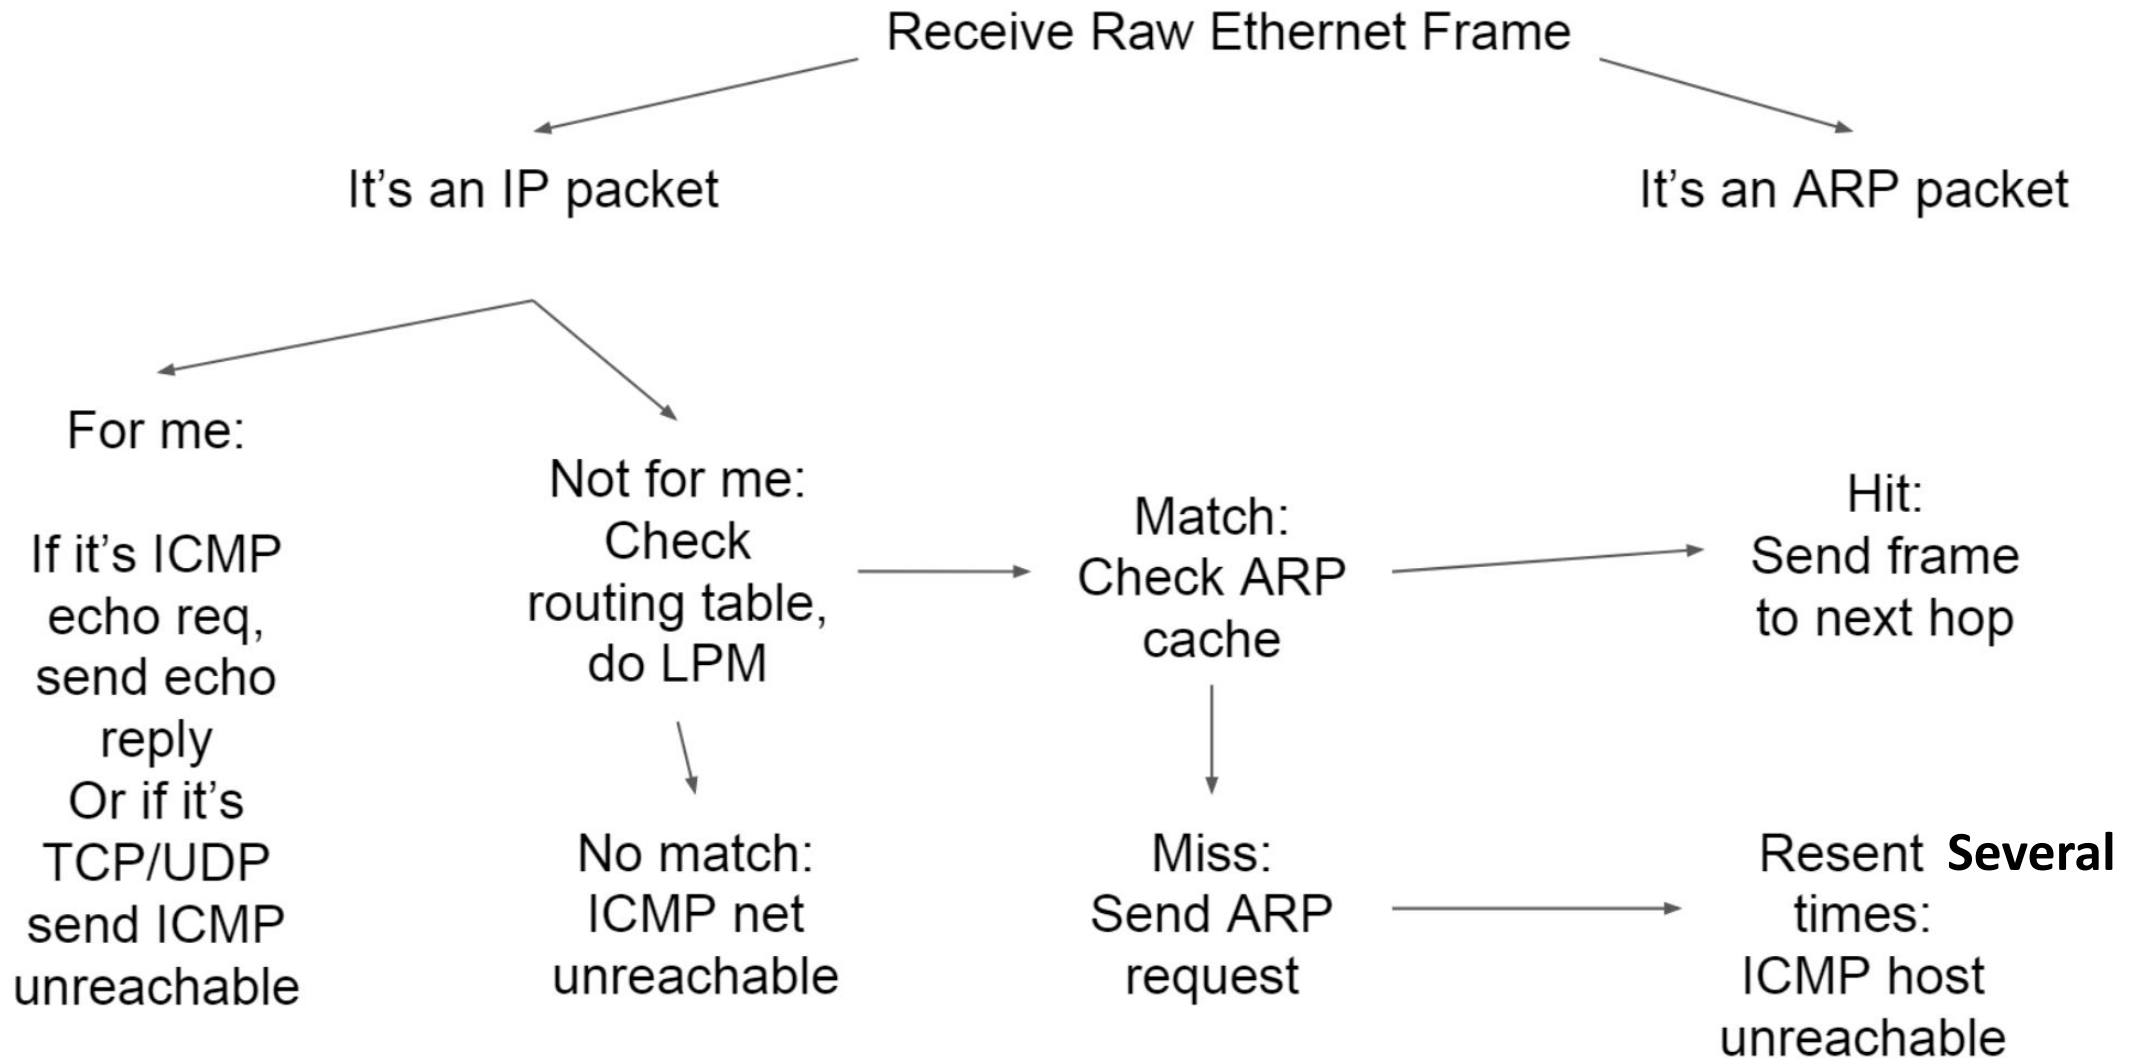 Receive Raw Ethernet Frame
It's an IP packet
It's an ARP packet
For me:
If it's ICMP
echo req,
send echo
reply
Or if it's
TCP/UDP
send ICMP
unreachable
Not for me:
Check
routing table,
do LPM
No match:
ICMP net
unreachable
Match:
Check ARP
cache
Miss:
Send ARP
request
Hit:
Send frame
to next hop
Resent Several
times:
ICMP host
unreachable